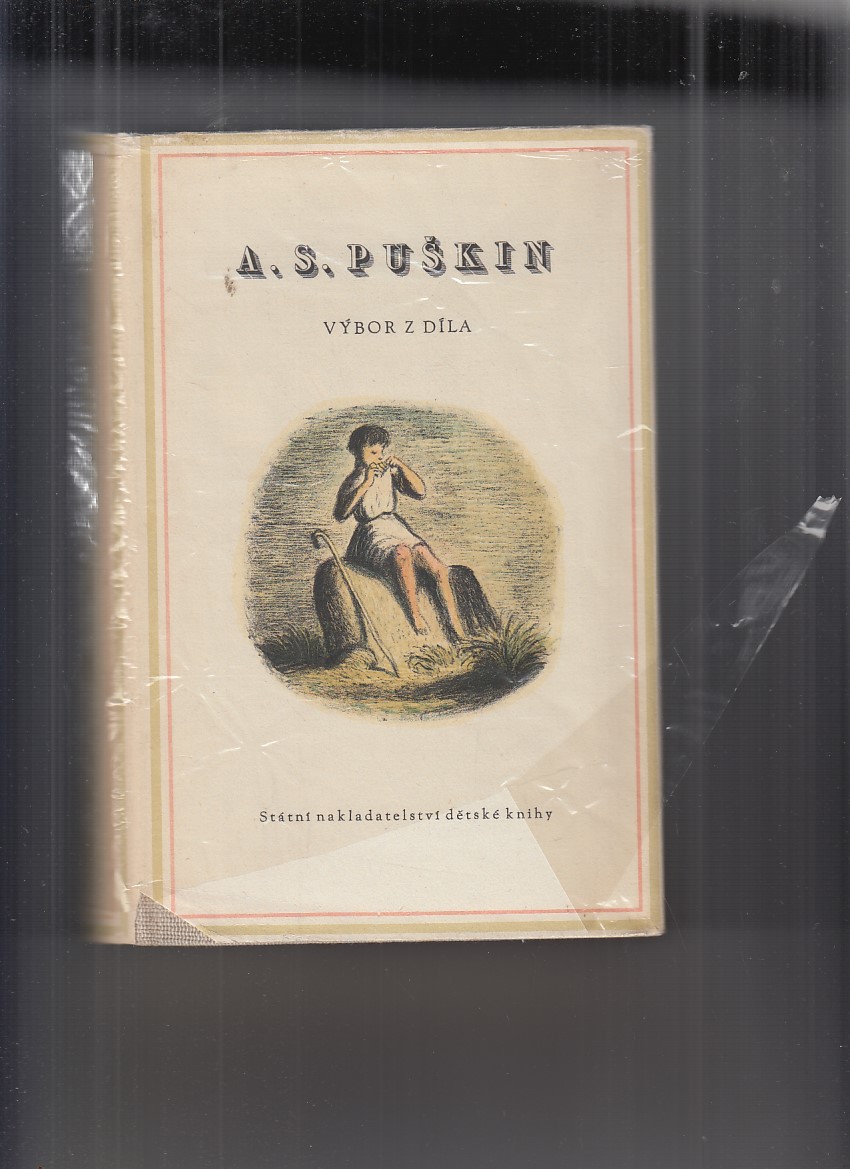 A. S. PUŠKIN
VÝBOR Z DÍLA
Státní nakladatelství dětské knihy